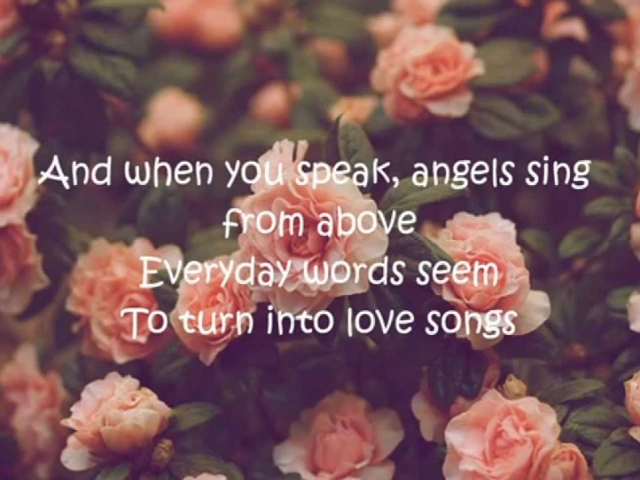 And when you speak, angels sing
from above
Everyday words seem
To turn into love songs